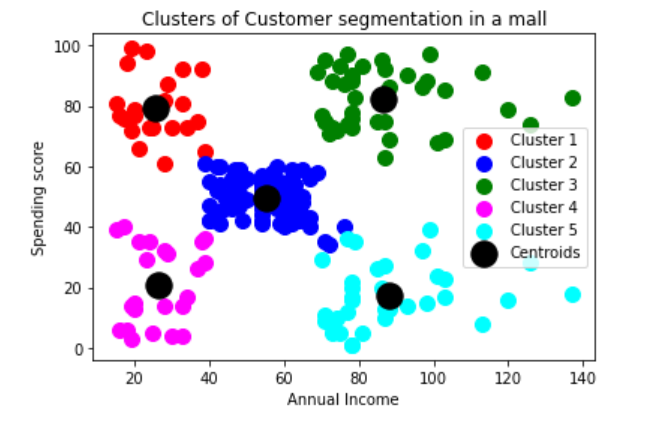 Clusters of Customer segmentation in a mall
100
80
60
40
20
0
Spending score
Cluster 1
Cluster 2
Cluster 3
Cluster 4
Cluster 5
Centroids
20 40 60 80 100 120 140
Annual Income